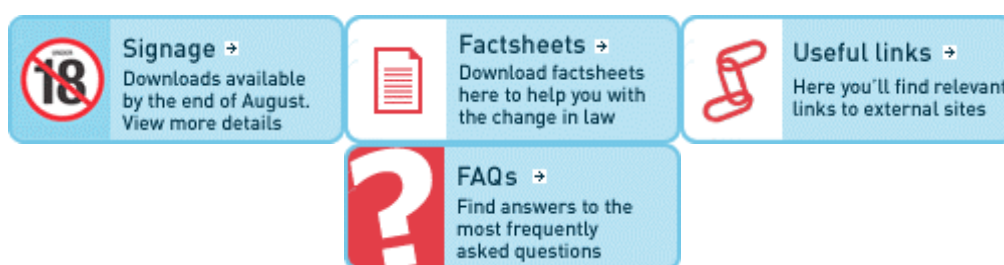 UNDER
18
Signage
Downloads available
by the end of August.
View more details
Factsheets
Download factsheets
here to help you with
the change in law
Useful links
Here you'll find relevant
links to external sites
?
FAQs
Find answers to the
most frequently
asked questions